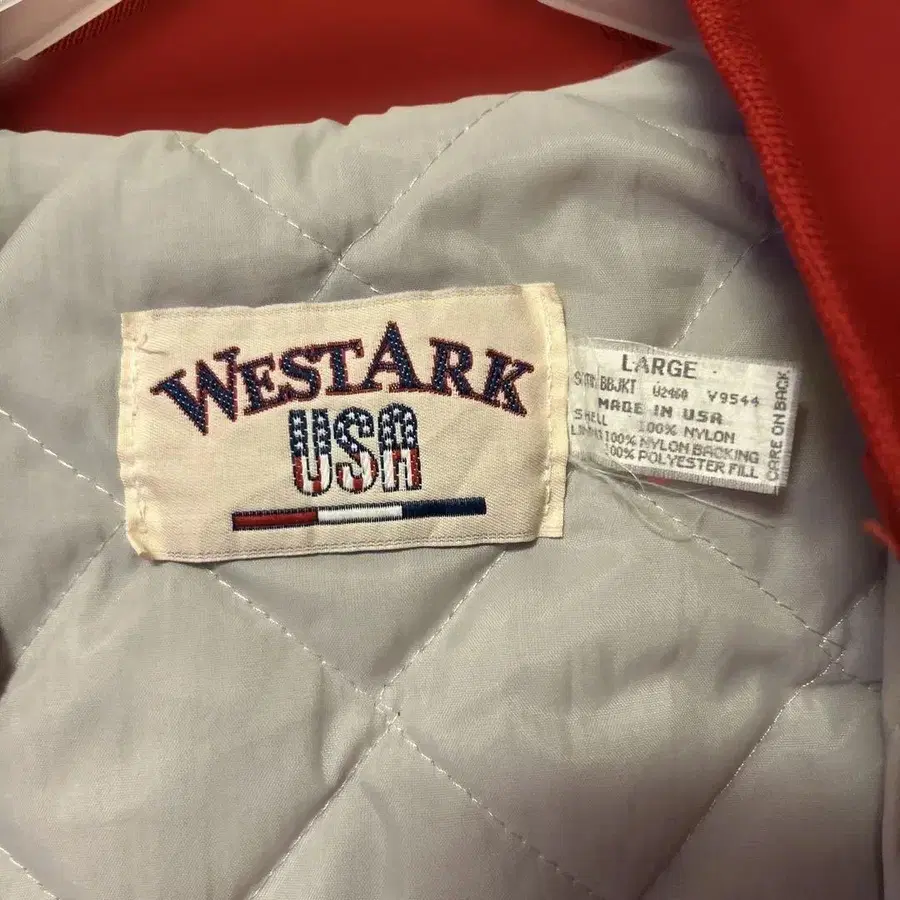 WESTARK
USA
LARGE
BBJKT V9544
MADE IN USA
SHELL 100% NYLON
100% NYLON BACKING
100% POLYESTER FILL
CARE ON BACK